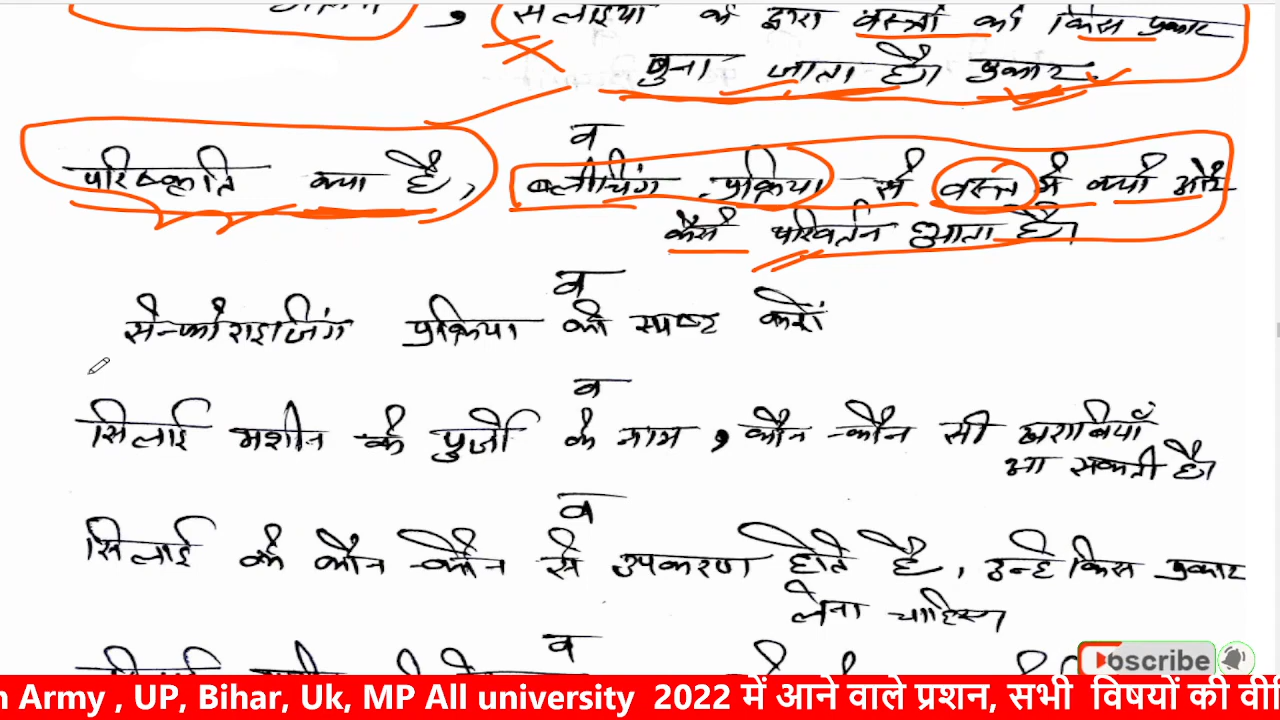 सलाइयो के द्वारा वस्त्रों को किस प्रकार
बुना जाता है। प्रकार
व
परिष्कृति क्या है, ब्लीचिंग प्रक्रिया से वस्त्र में क्यों और
कैसे परिवर्तन आता है।
व
सेन्फोराइजिंग प्रक्रिया को स्पष्ट करों
व
सिलाई मशीन के पुर्जो के नाम, कौन-कौन सी खराबियाँ
आ सकती है।
व
सिलाई के कौन-कौन से उपकरण होते है, उन्हे किस प्रकार
लेना चाहिए
व
bscribe
Army , UP, Bihar, Uk, MP All university 2022 में आने वाले प्रशन, सभी विषयों की